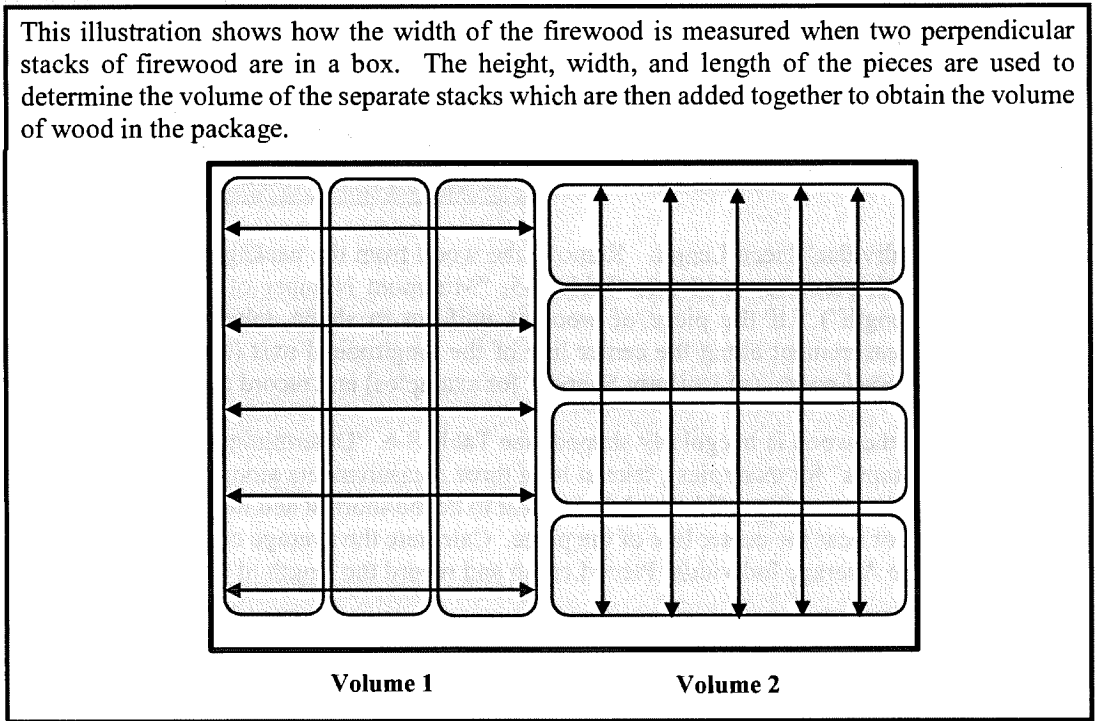 This illustration shows how the width of the firewood is measured when two perpendicular
stacks of firewood are in a box. The height, width, and length of the pieces are used to
determine the volume of the separate stacks which are then added together to obtain the volume
of wood in the package.
Volume 1 Volume 2